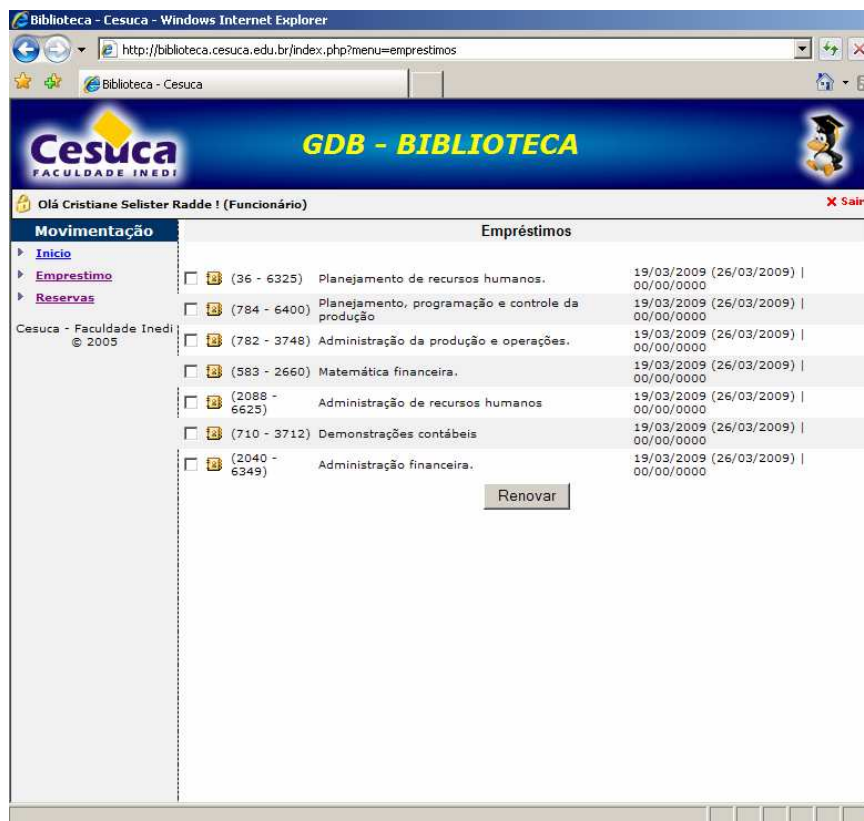 Biblioteca - Cesuca - Windows Internet Explorer
http://biblioteca.cesuca.edu.br/index.php?menu=emprestimos
Biblioteca - Cesuca
Cesuca
FACULDADE INEDI
GDB - BIBLIOTECA
Olá Cristiane Selister Radde ! (Funcionário)
Sair
Movimentação
Inicio
Emprestimo
Reservas
Cesuca - Faculdade Inedi
© 2005
Empréstimos
(36 - 6325) Planejamento de recursos humanos. 19/03/2009 (26/03/2009) |
00/00/0000
(784 - 6400) Planejamento, programação e controle da
produção
19/03/2009 (26/03/2009) |
00/00/0000
(782 - 3748) Administração da produção e operações. 19/03/2009 (26/03/2009) |
00/00/0000
(583 - 2660) Matemática financeira. 19/03/2009 (26/03/2009) |
00/00/0000
(2088 -
6625)
Administração de recursos humanos 19/03/2009 (26/03/2009) |
00/00/0000
(710 - 3712) Demonstrações contábeis 19/03/2009 (26/03/2009) |
00/00/0000
(2040 -
6349)
Administração financeira. 19/03/2009 (26/03/2009) |
00/00/0000
Renovar